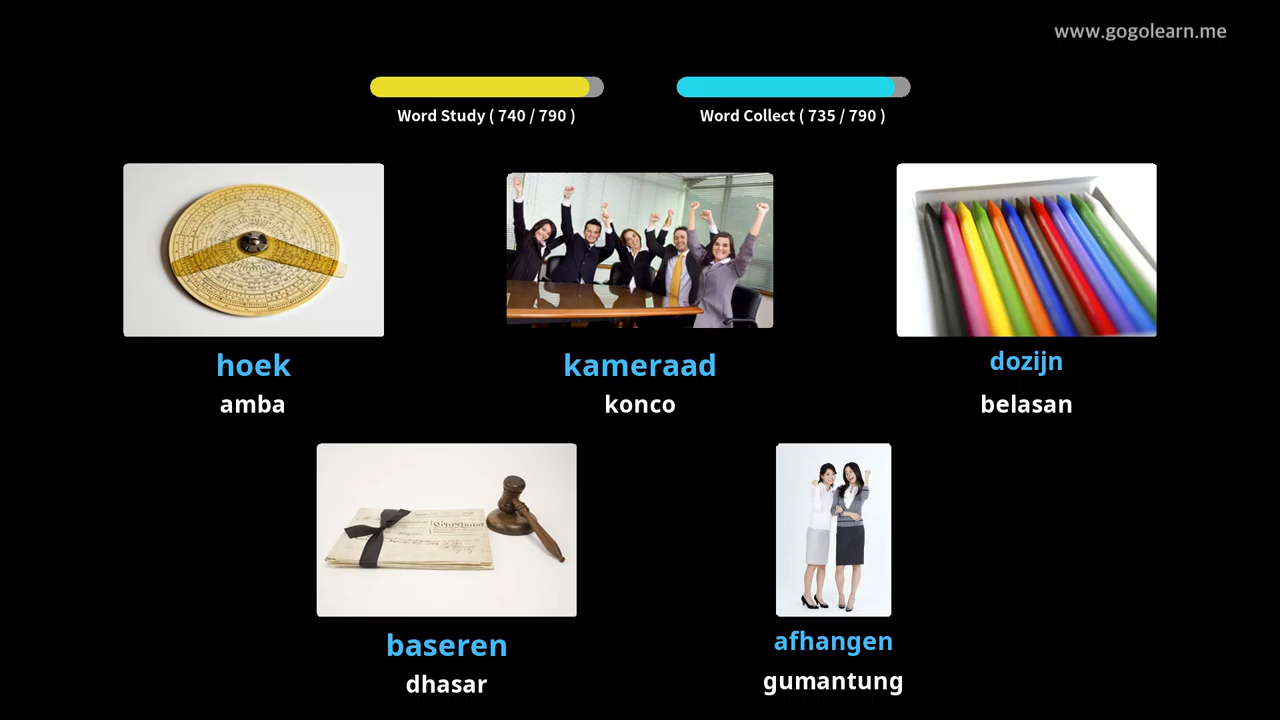 www.gogolearn.me
Word Study ( 740 / 790 )
Word Collect ( 735 / 790 )
hoek
amba
kameraad
konco
dozijn
belasan
baseren
dhasar
afhangen
gumantung